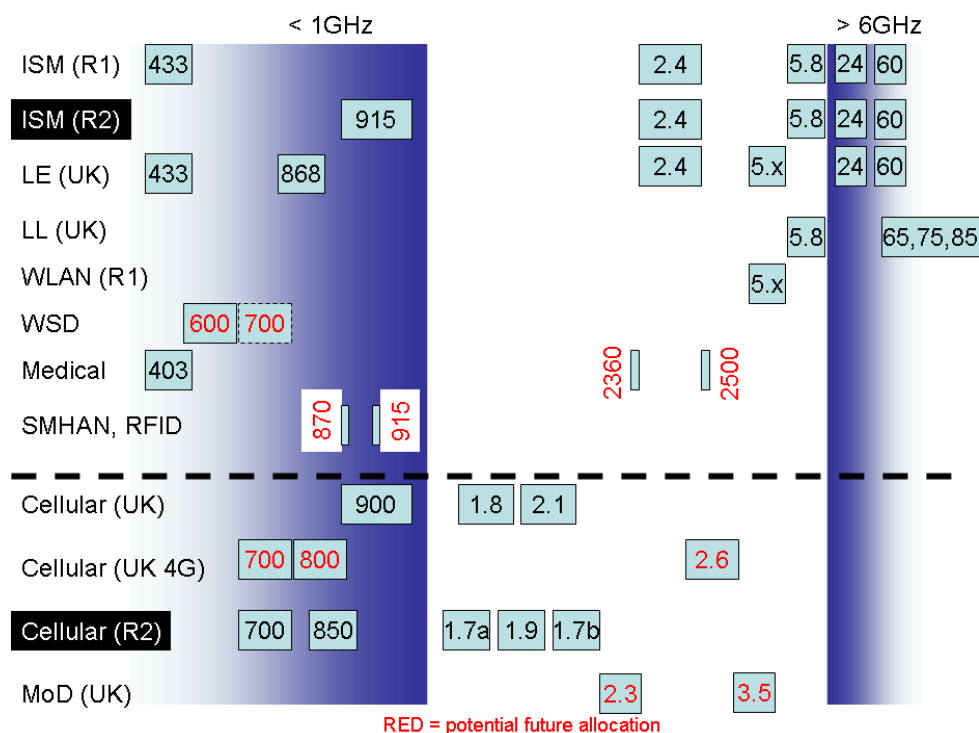 < 1GHz > 6GHz
ISM (R1) 433 2.4 5.8 24 60
ISM (R2) 915 2.4 5.8 24 60
LE (UK) 433 868 2.4 5.x 24 60
LL (UK) 5.8 65,75,85
WLAN (R1) 5.x
WSD 600 700
Medical 403 2360 2500
SMHAN, RFID 870 915
Cellular (UK) 900 1.8 2.1
Cellular (UK 4G) 700 800 2.6
Cellular (R2) 700 850 1.7a 1.9 1.7b
MoD (UK) 2.3 3.5
RED = potential future allocation